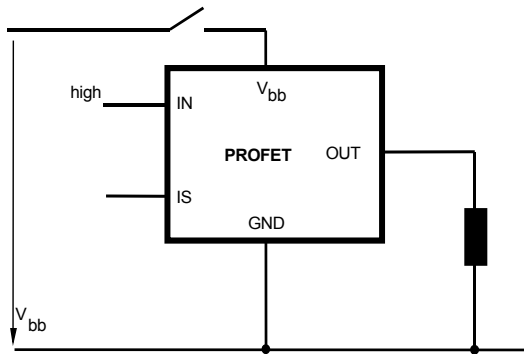 V bb
high
IN
PROFET
OUT
IS
GND
V bb